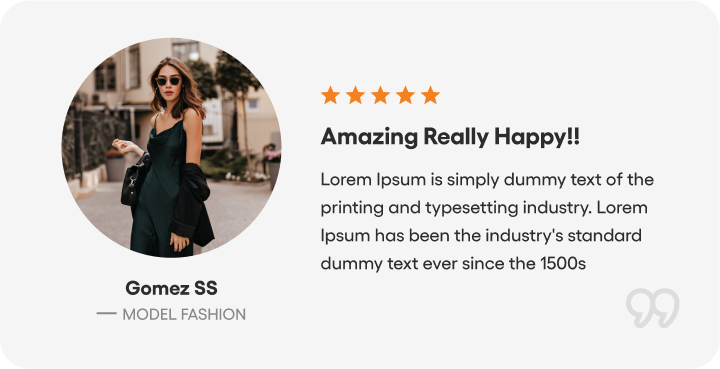 Amazing Really Happy!!
Lorem Ipsum is simply dummy text of the
printing and typesetting industry. Lorem
Ipsum has been the industry's standard
dummy text ever since the 1500s
Gomez SS
— MODEL FASHION